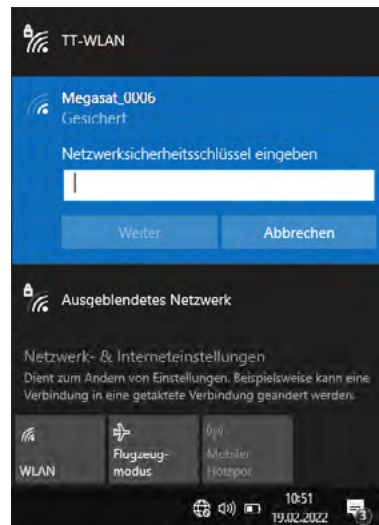 TT-WLAN
Megasat_0006
Gesichert
Netzwerksicherheitsschlüssel eingeben
Weiter
Abbrechen
Ausgeblendetes Netzwerk
Netzwerk- & Interneteinstellungen
Dient zum Ändern von Einstellungen. Beispielsweise kann eine
Verbindung in eine getaktete Verbindung geändert werden.
WLAN
Flugzeug-
modus
Mobiler
Hotspot
10:51
19.02.2022
3